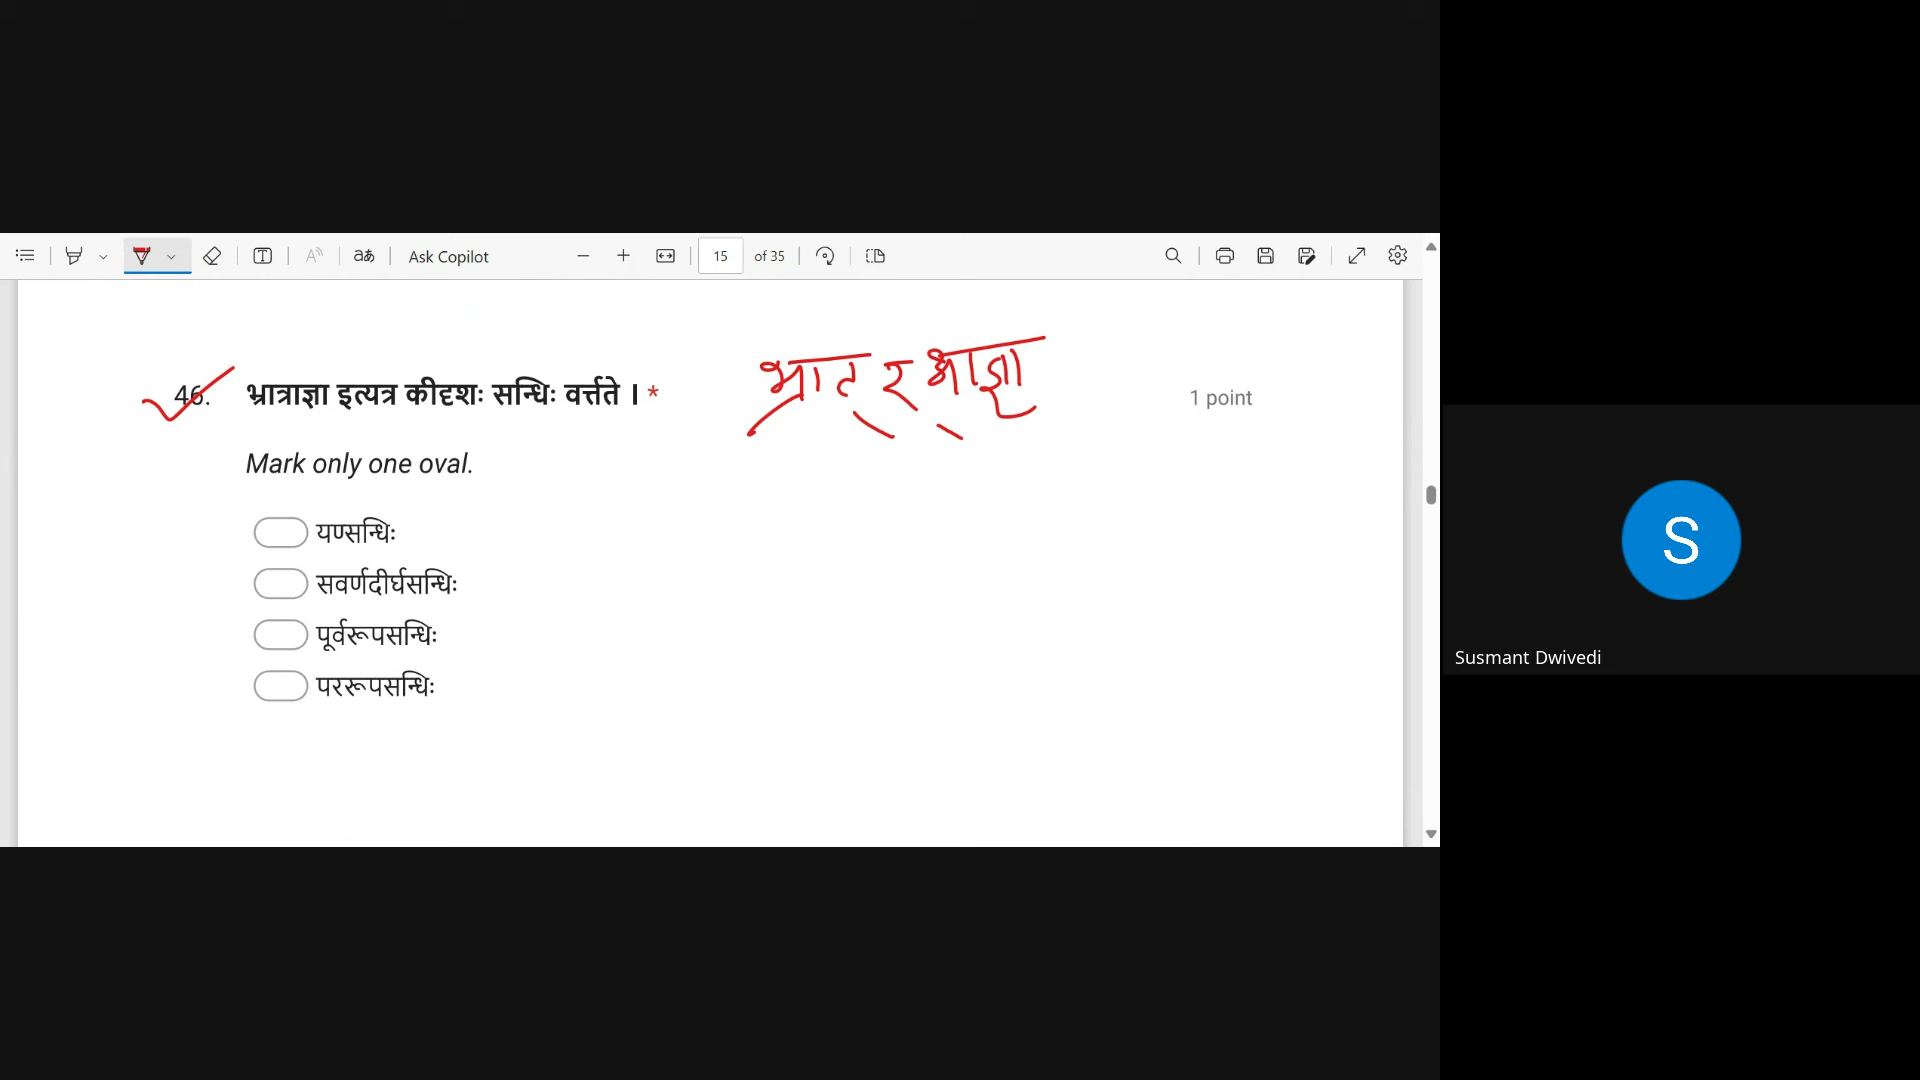 Ask Copilot 15 of 35
46. भ्रात्राज्ञा इत्यत्र कीदृशः सन्धिः वर्त्तते । * 1 point
भ्रात् र् आज्ञा
Mark only one oval.
यण्सन्धिः
सवर्णदीर्घसन्धिः
पूर्वरूपसन्धिः
पररूपसन्धिः
S
Susmant Dwivedi